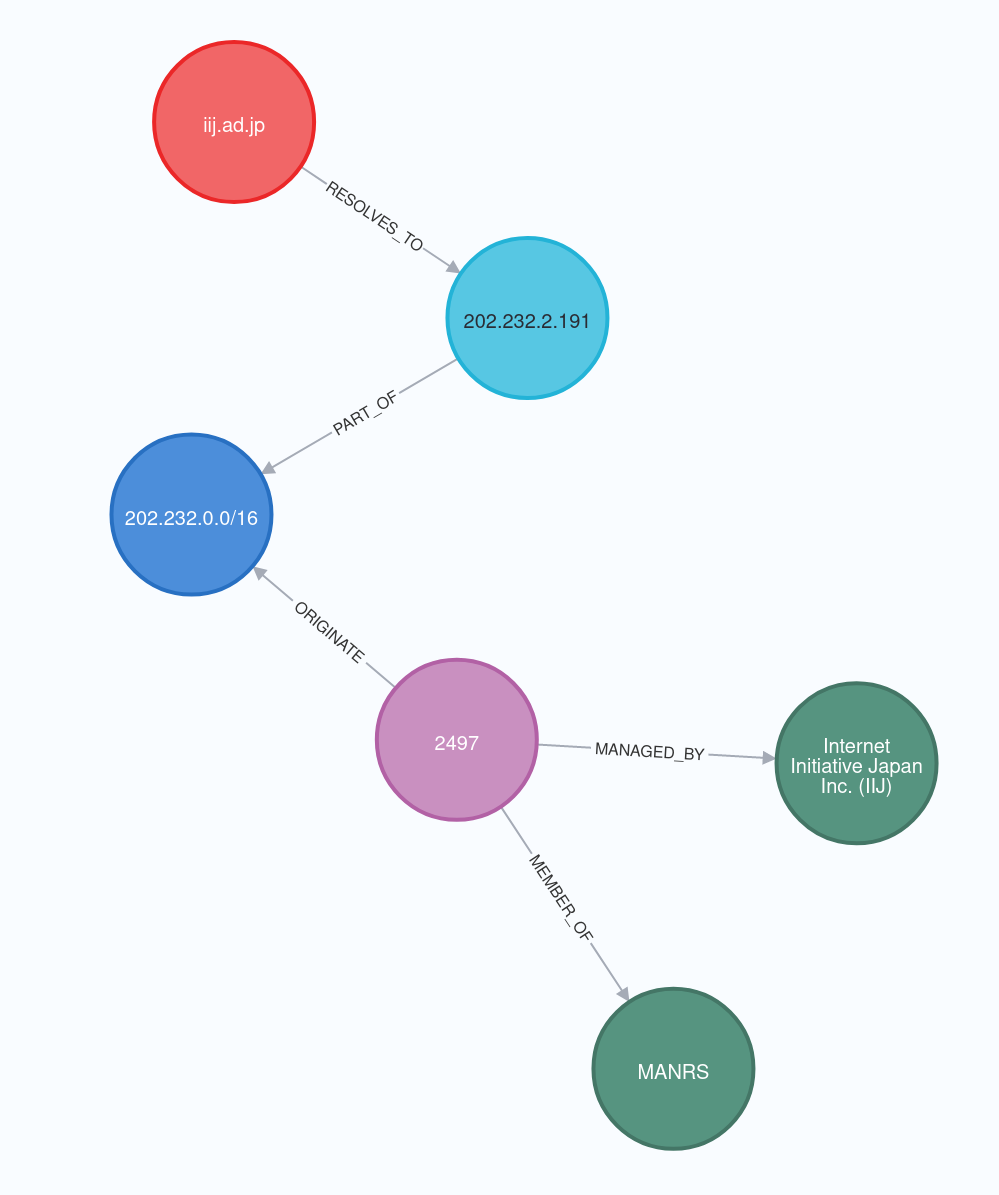 iij.ad.jp
RESOLVES_TO
202.232.2.191
PART_OF
202.232.0.0/16
ORIGINATE
2497
MANAGED_BY
Internet
Initiative Japan
Inc. (IIJ)
MEMBER_OF
MANRS